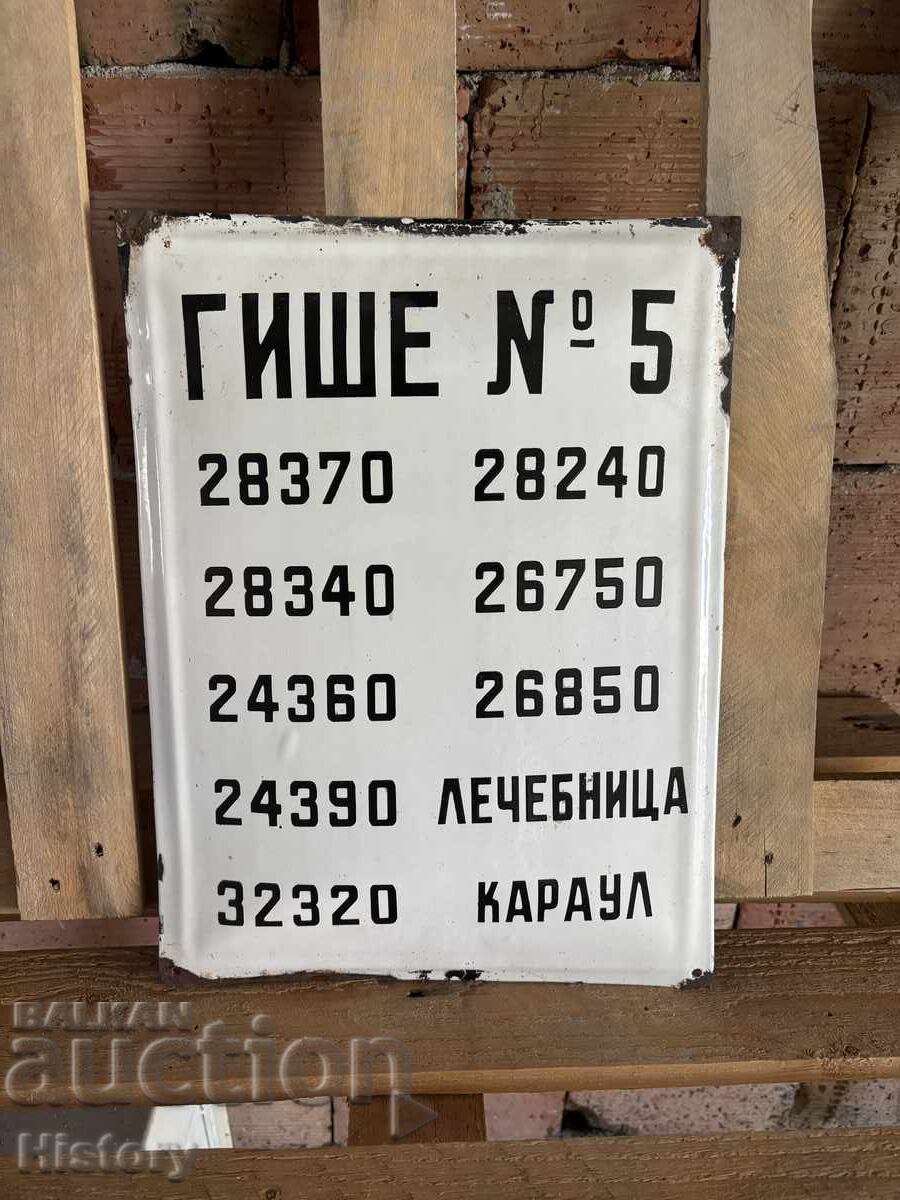 ГИШЕ № 5
28370 28240
28340 26750
24360 26850
24390 ЛЕЧЕБНИЦА
32320 КАРАУЛ
BALKAN
auction
History